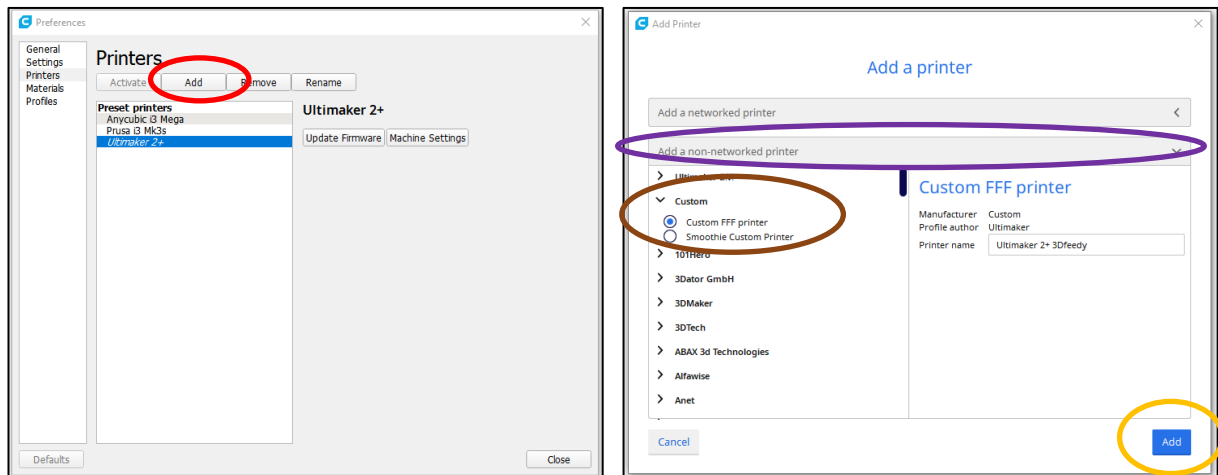 Preferences
General
Settings
Printers
Materials
Profiles
Printers
Activate Add Remove Rename
Preset printers
Anycubic i3 Mega
Prusa i3 Mk3s
Ultimaker 2+
Ultimaker 2+
Update Firmware Machine Settings
Defaults
Close
Add Printer
Add a printer
Add a networked printer
Add a non-networked printer
Ultimaker B.V.
Custom
Custom FFF printer
Smoothie Custom Printer
101Hero
3Dator GmbH
3DMaker
3DTech
ABAX 3d Technologies
Alfawise
Anet
Custom FFF printer
Manufacturer Custom
Profile author Ultimaker
Printer name Ultimaker 2+ 3Dfeedy
Cancel
Add